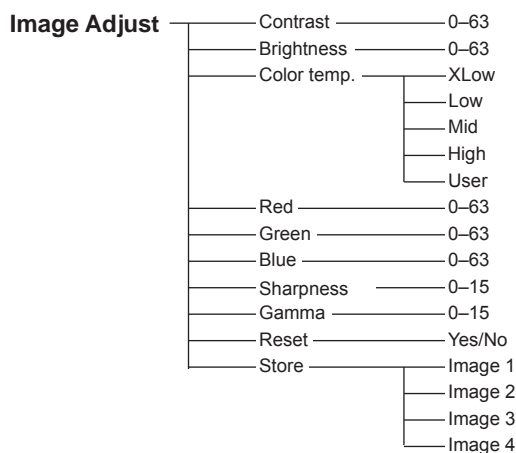 Image Adjust Contrast 0–63
Brightness 0–63
Color temp. XLow
Low
Mid
High
User
Red 0–63
Green 0–63
Blue 0–63
Sharpness 0–15
Gamma 0–15
Reset Yes/No
Store Image 1
Image 2
Image 3
Image 4